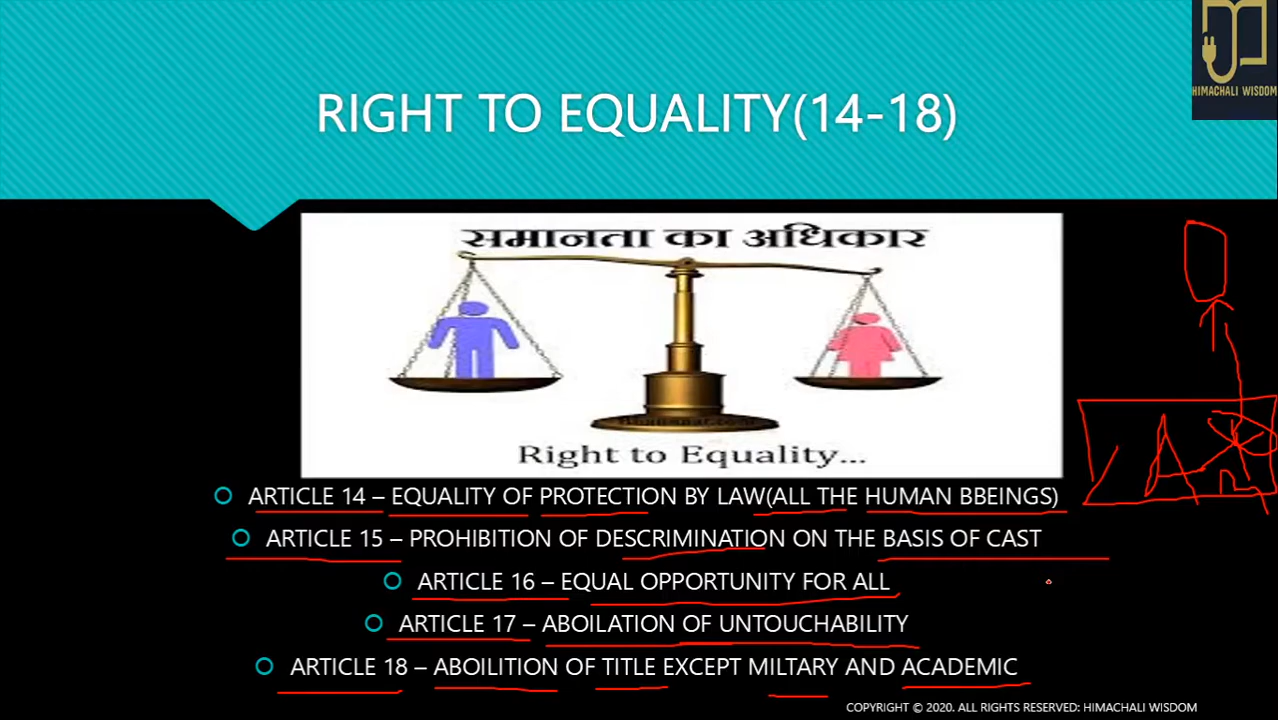 HIMACHALI WISDOM
RIGHT TO EQUALITY(14-18)
समानता का अधिकार
Right to Equality...
ARTICLE 14 – EQUALITY OF PROTECTION BY LAW(ALL THE HUMAN BBEINGS)
ARTICLE 15 – PROHIBITION OF DESCRIMINATION ON THE BASIS OF CAST
ARTICLE 16 – EQUAL OPPORTUNITY FOR ALL
ARTICLE 17 – ABOILATION OF UNTOUCHABILITY
ARTICLE 18 – ABOILITION OF TITLE EXCEPT MILTARY AND ACADEMIC
COPYRIGHT © 2020. ALL RIGHTS RESERVED: HIMACHALI WISDOM